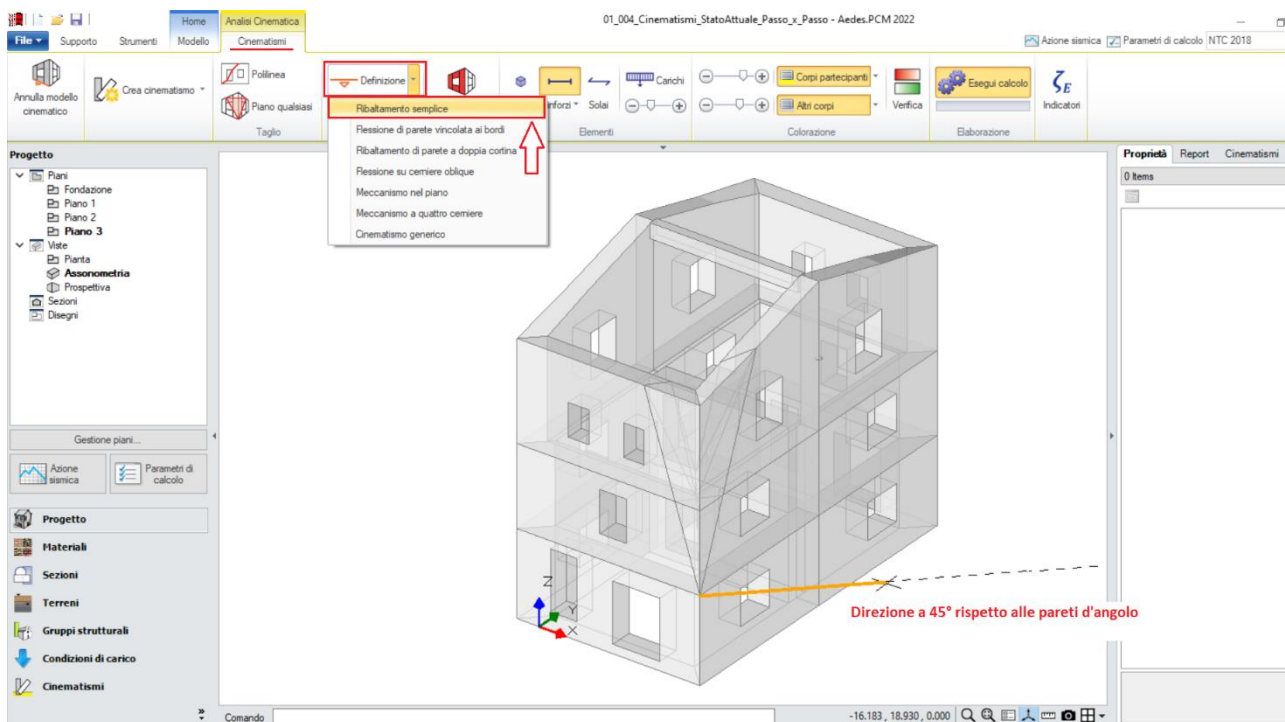 01_004_Cinematismi_StatoAttuale_Passo_x_Passo - Aedes.PCM 2022
Home
Analisi Cinematica
File
Supporto
Strumenti
Modello
Cinematismi
Azione sismica
Parametri di calcolo
NTC 2018
Annulla modello
cinematico
Crea cinematismo
Polilinea
Piano qualsiasi
Taglio
Definizione
Ribaltamento semplice
Flessione di parete vincolata ai bordi
Ribaltamento di parete a doppia cortina
Flessione su cerniere oblique
Meccanismo nel piano
Meccanismo a quattro cerniere
Cinematismo generico
inforzi
Solai
Carichi
Elementi
Corpi partecipanti
Altri corpi
Verifica
Colorazione
Esegui calcolo
Elaborazione
ζE
Indicatori
Progetto
Piani
Fondazione
Piano 1
Piano 2
Piano 3
Viste
Pianta
Assonometria
Prospettiva
Sezioni
Disegni
Gestione piani...
Azione
sismica
Parametri di
calcolo
Progetto
Materiali
Sezioni
Terreni
Gruppi strutturali
Condizioni di carico
Cinematismi
Z
Y
X
Direzione a 45° rispetto alle pareti d'angolo
Proprietà
Report
Cinematismi
0 Items
Comando
-16.183 , 18.930 , 0.000